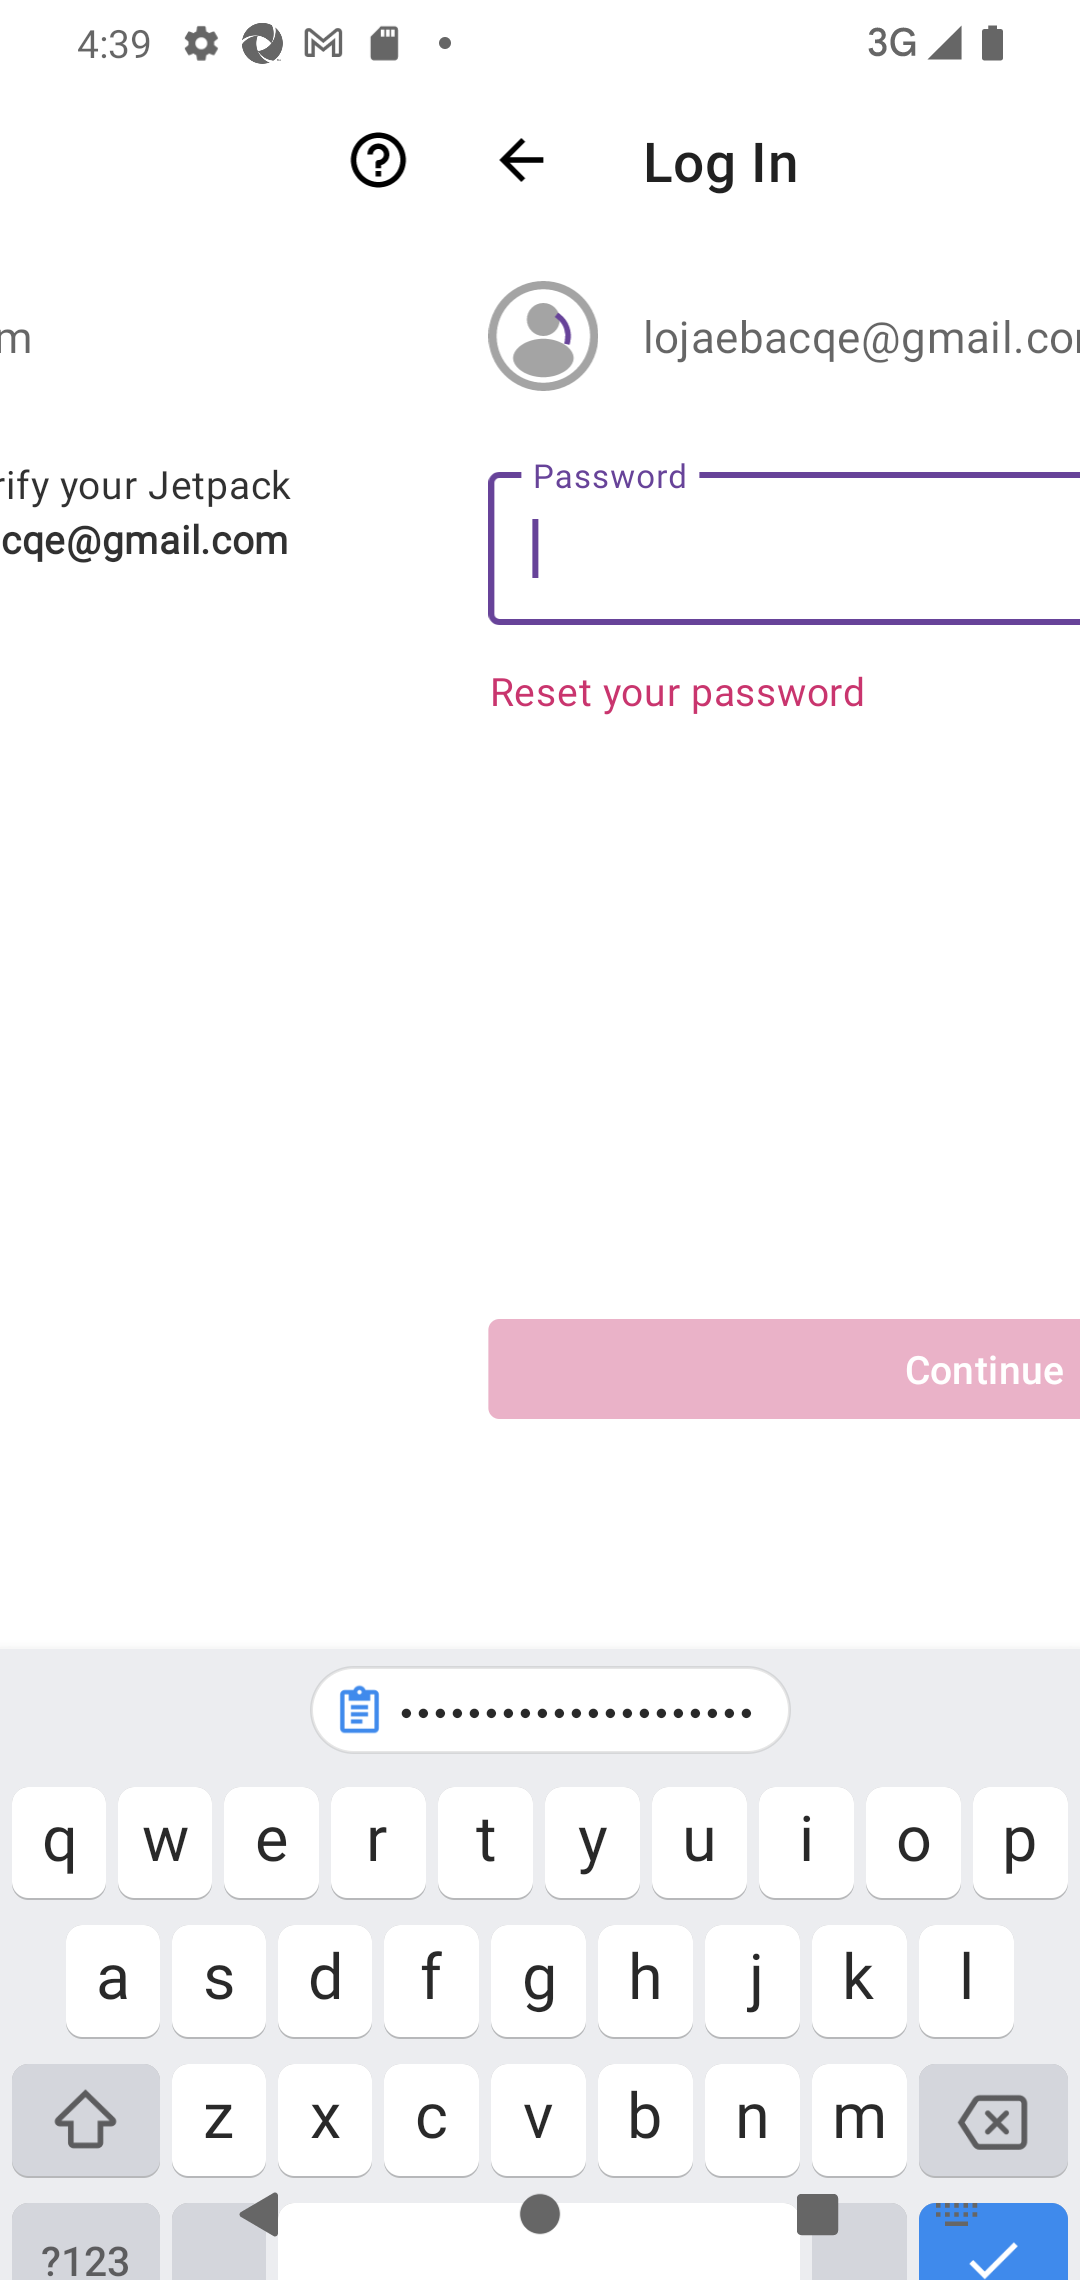 4:39
3G
Log In
m
lojaebacqe@gmail.co
rify your Jetpack
cqe@gmail.com
Password
Reset your password
Continue
•••••••••••••••••••••
q w e r t y u i o p
a s d f g h j k l
z x c v b n m
?123